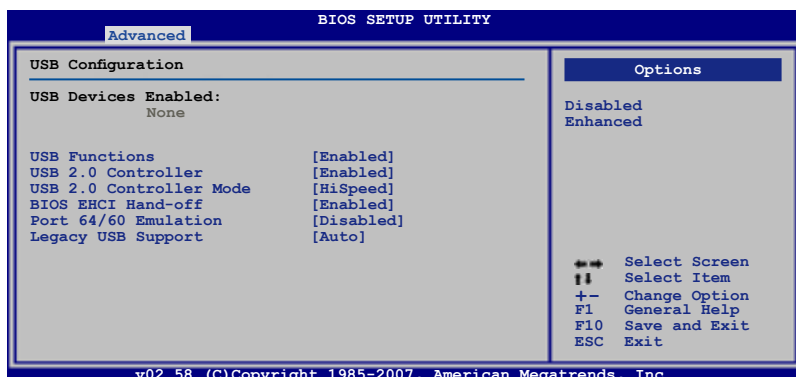 BIOS SETUP UTILITY
Advanced
USB Configuration
USB Devices Enabled:
None
USB Functions [Enabled]
USB 2.0 Controller [Enabled]
USB 2.0 Controller Mode [HiSpeed]
BIOS EHCI Hand-off [Enabled]
Port 64/60 Emulation [Disabled]
Legacy USB Support [Auto]
Options
Disabled
Enhanced
Select Screen
Select Item
+- Change Option
F1 General Help
F10 Save and Exit
ESC Exit
v02.58 (C)Copyright 1985-2007, American Megatrends, Inc